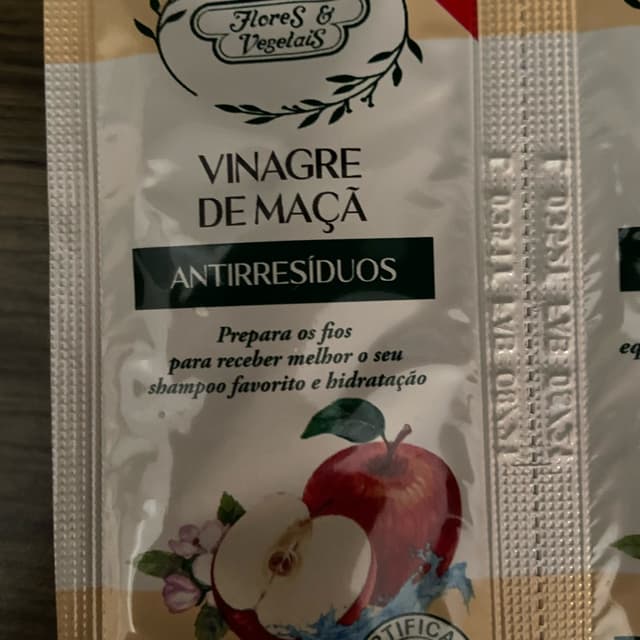 Flores &
Vegetais
VINAGRE
DE MAÇÃ
ANTIRRESÍDUOS
Prepara os fios
para receber melhor o seu
shampoo favorito e hidratação